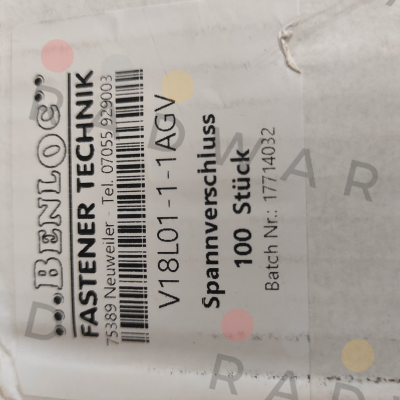 ...BENLOC...
FASTENER TECHNIK
75389 Neuweiler · Tel. 07055 929003
V18L01-1-1AGV
Spannverschluss
100 Stück
Batch Nr.: 17714032